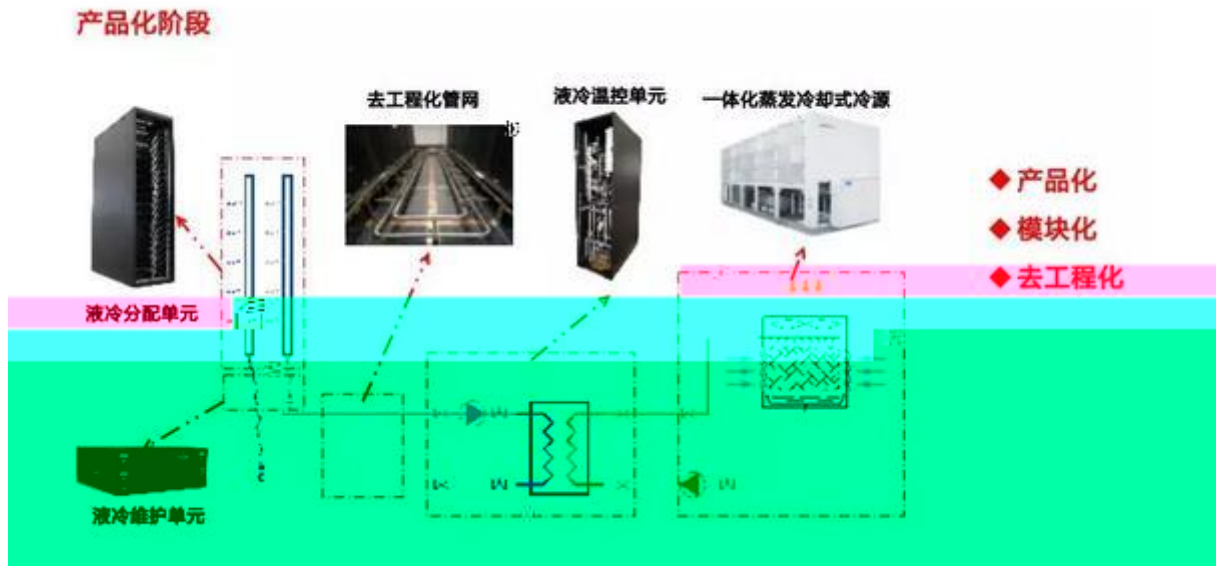 产品化阶段
去工程化管网
液冷温控单元
一体化蒸发冷却式冷源
◆ 产品化
◆ 模块化
◆ 去工程化
液冷分配单元
液冷维护单元